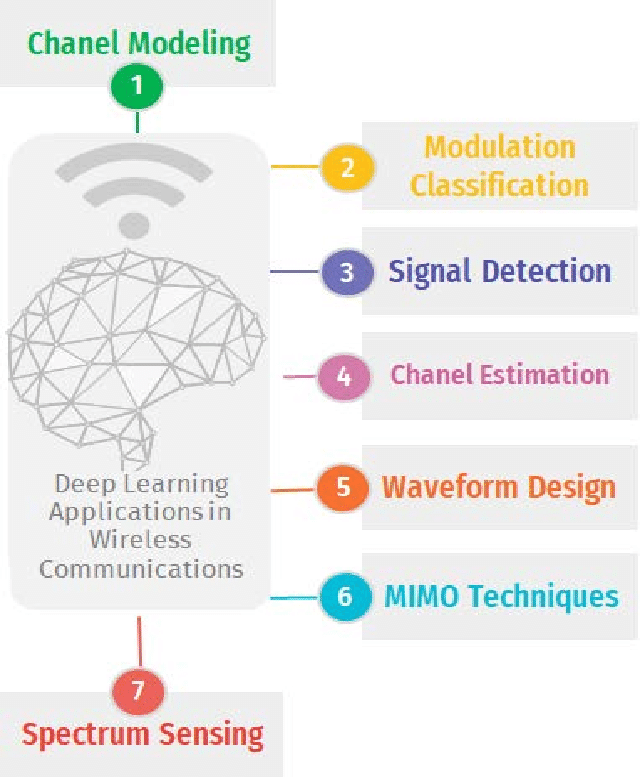 Chanel Modeling
1
2
Modulation
Classification
3
Signal Detection
4
Chanel Estimation
5
Waveform Design
Deep Learning
Applications in
Wireless
Communications
6
MIMO Techniques
7
Spectrum Sensing